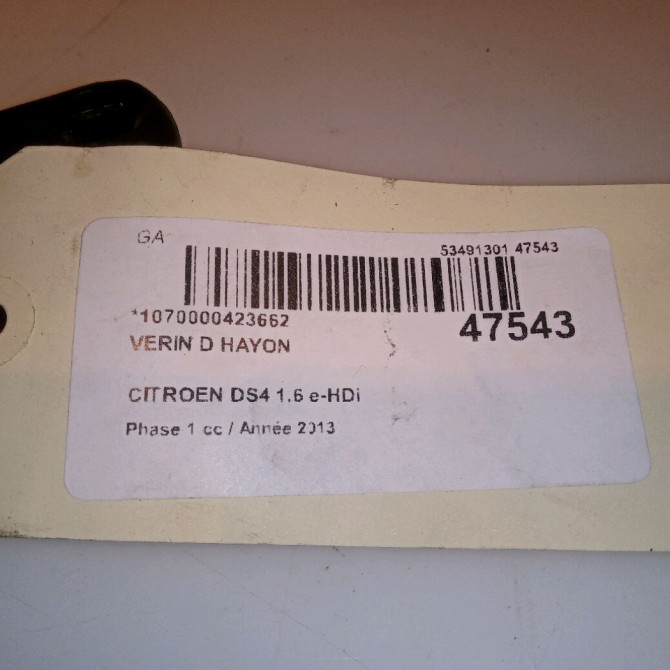 GA
53491301 47543
*1070000423662
47543
VERIN D HAYON
CITROEN DS4 1.6 e-HDi
Phase 1 cc / Année 2013